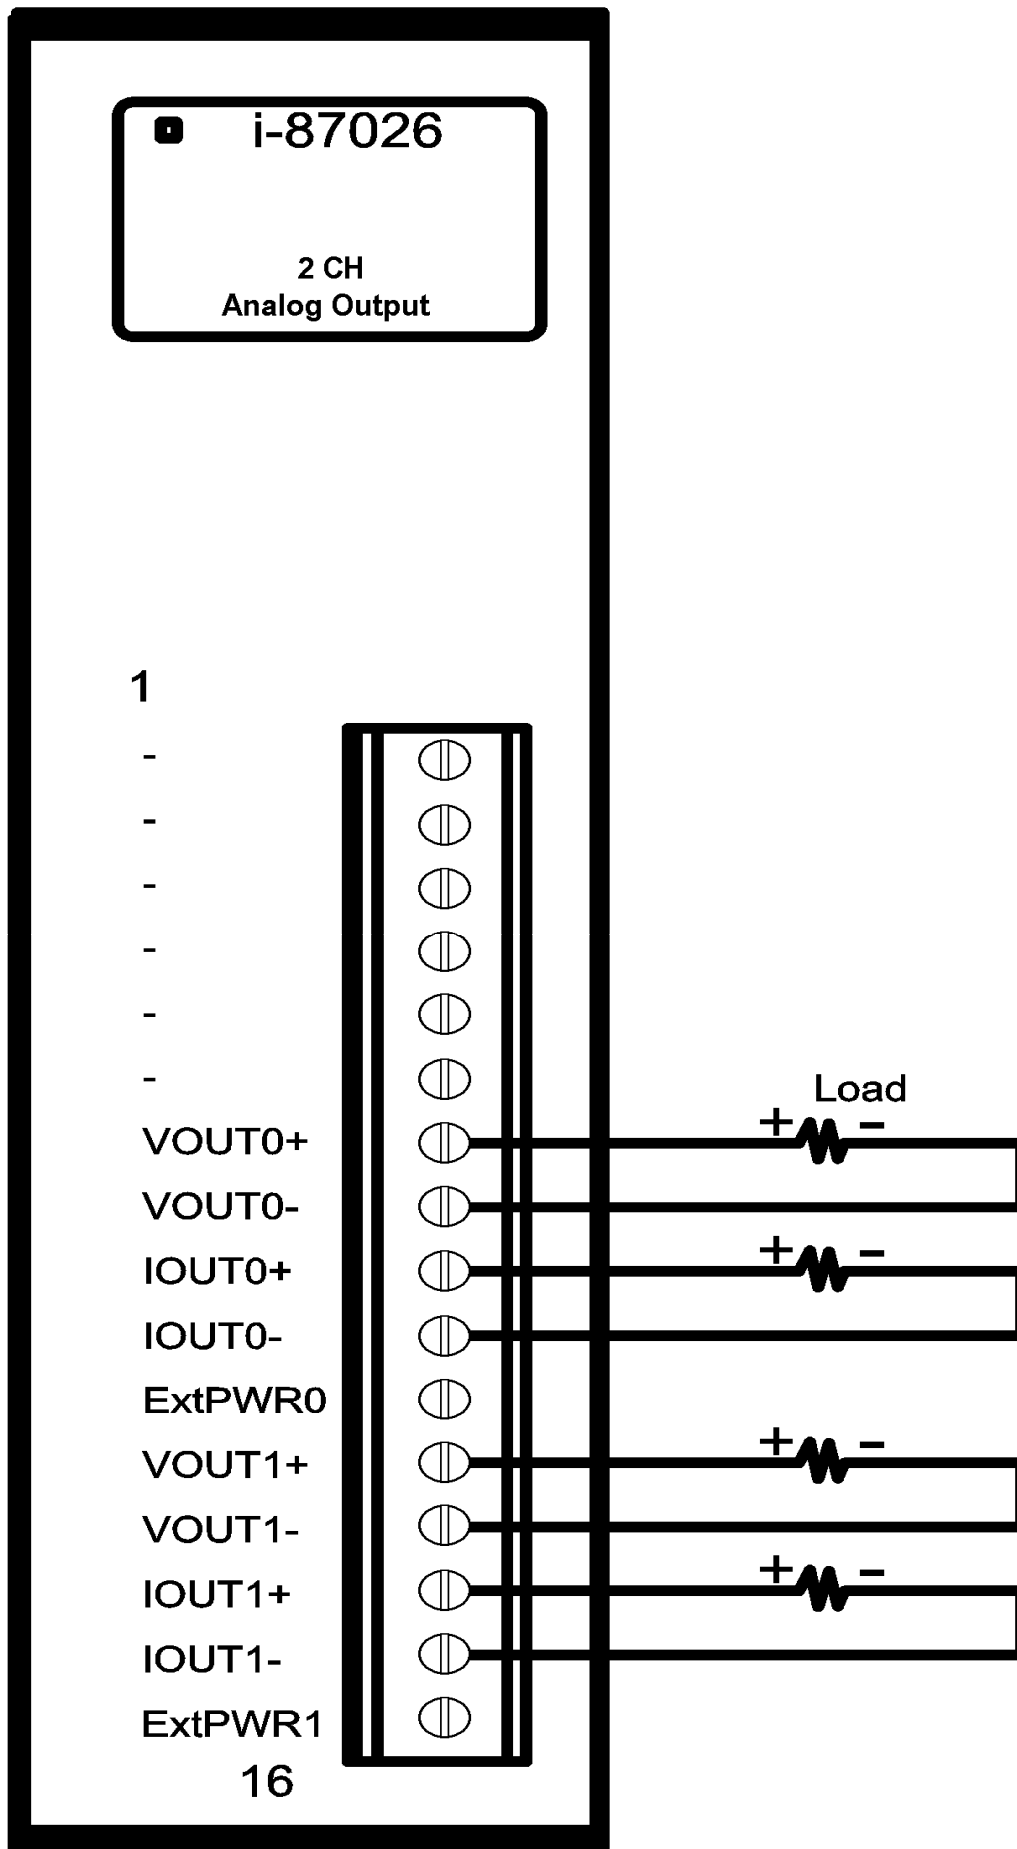 i-87026
2 CH
Analog Output
1
-
-
-
-
-
-
Load
VOUT0+
+ -
VOUT0-
IOUT0+
+ -
IOUT0-
ExtPWR0
VOUT1+
+ -
VOUT1-
IOUT1+
+ -
IOUT1-
ExtPWR1
16